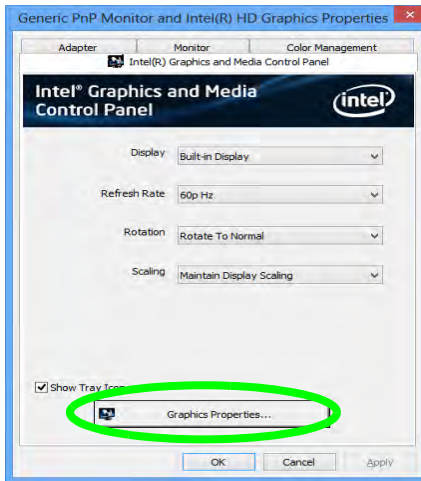 Generic PnP Monitor and Intel(R) HD Graphics Properties
Adapter Monitor Color Management
Intel(R) Graphics and Media Control Panel
Intel® Graphics and Media
Control Panel
intel
Display Built-in Display
Refresh Rate 60p Hz
Rotation Rotate To Normal
Scaling Maintain Display Scaling
Show Tray Icon
Graphics Properties...
OK Cancel Apply